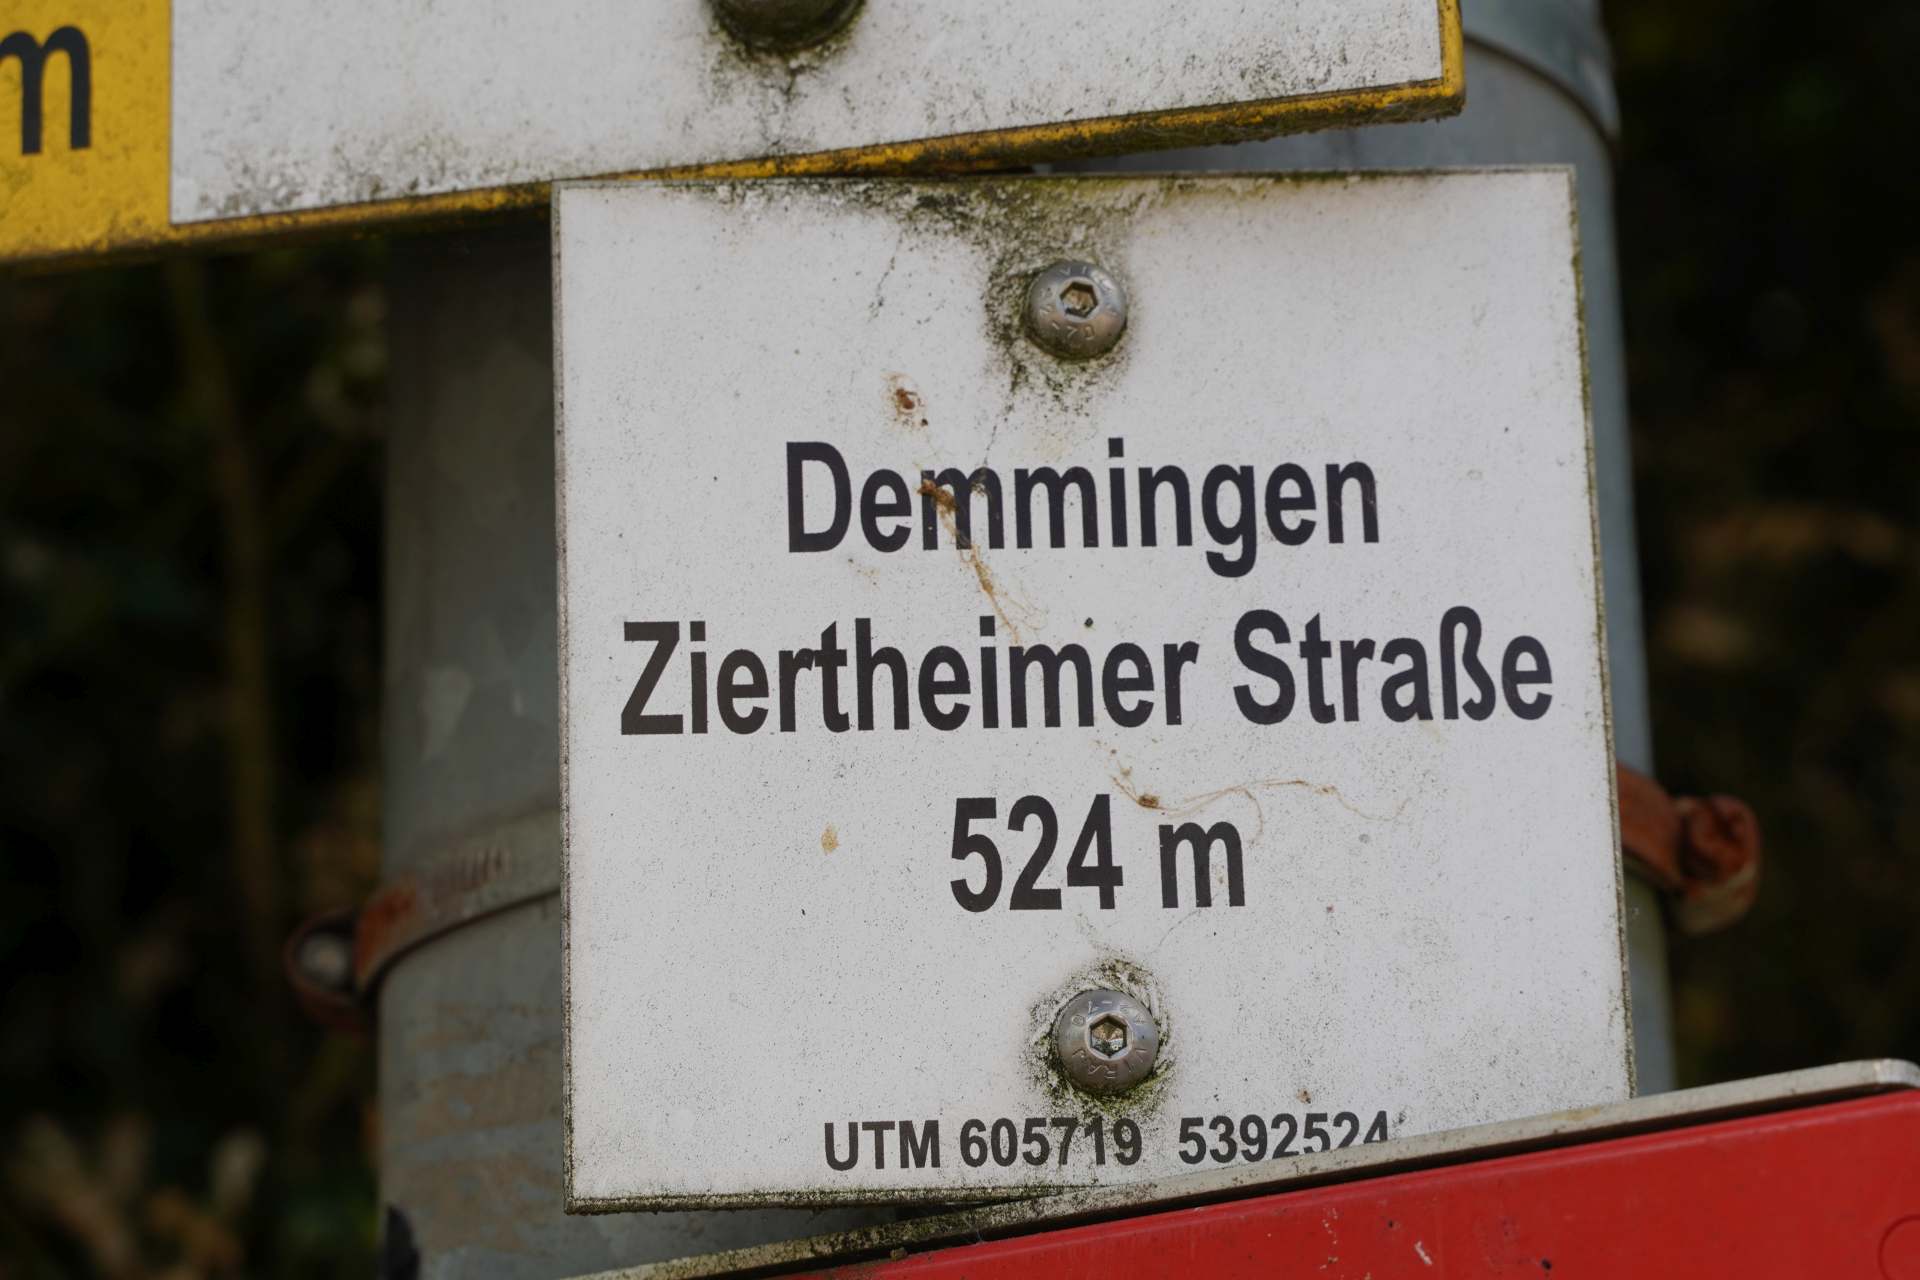 m
Demmingen
Ziertheimer Straße
524 m
UTM 605719 5392524